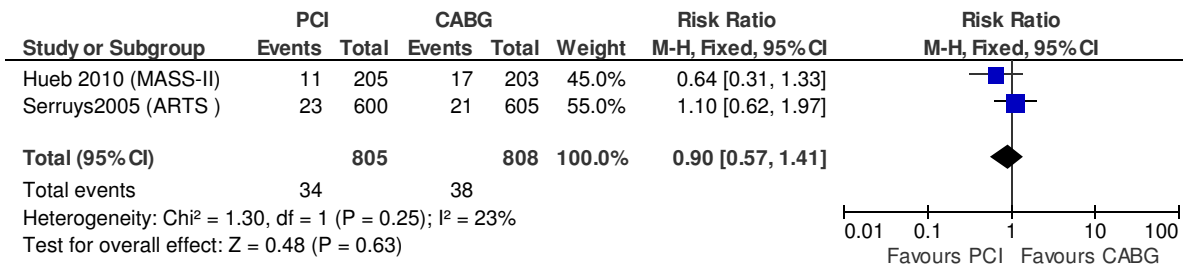 PCI CABG Risk Ratio Risk Ratio
Study or Subgroup Events Total Events Total Weight M-H, Fixed, 95% CI M-H, Fixed, 95% CI
Hueb 2010 (MASS-II) 11 205 17 203 45.0% 0.64 [0.31, 1.33]
Serruys2005 (ARTS ) 23 600 21 605 55.0% 1.10 [0.62, 1.97]
Total (95% CI) 805 808 100.0% 0.90 [0.57, 1.41]
Total events 34 38
Heterogeneity: Chi² = 1.30, df = 1 (P = 0.25); I² = 23%
Test for overall effect: Z = 0.48 (P = 0.63)
0.01 0.1 1 10 100
Favours PCI Favours CABG